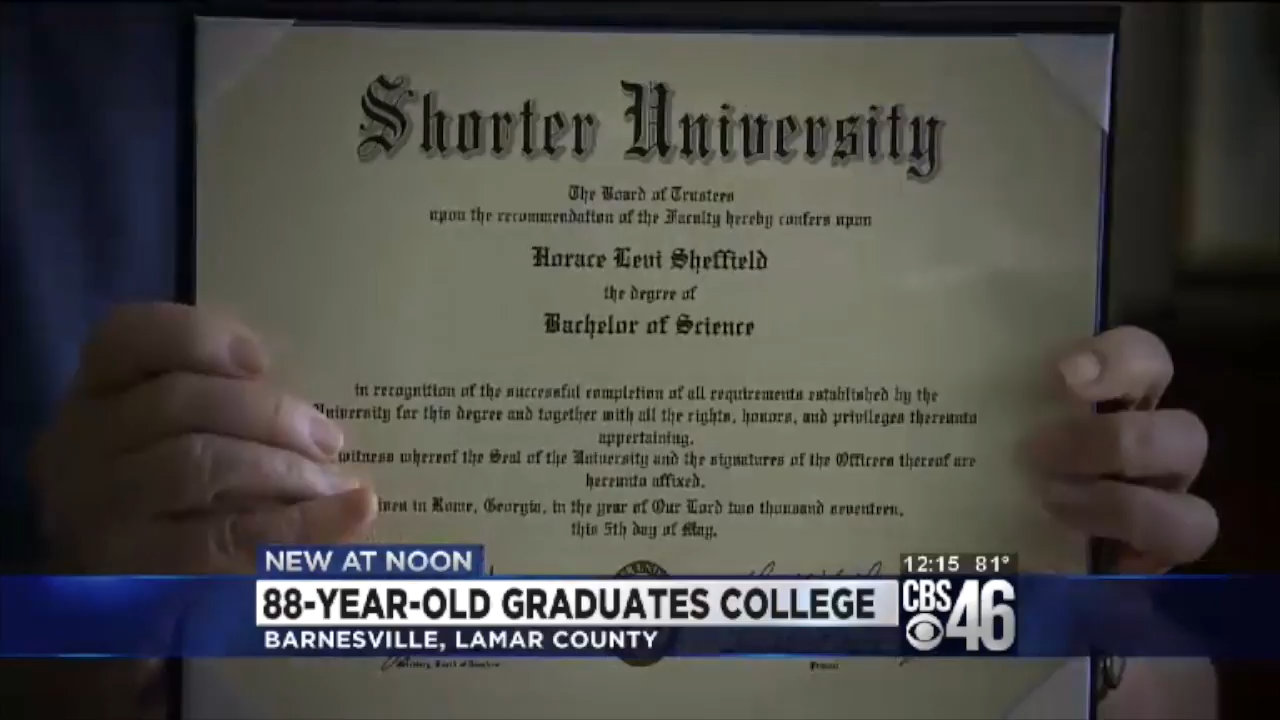 Shorter University
The Board of Trustees
upon the recommendation of the Faculty hereby confers upon
Horace Levi Sheffield
the degree of
Bachelor of Science
in recognition of the successful completion of all requirements established by the
University for this degree and together with all the rights, honors, and privileges thereunto
appertaining.
witness whereof the Seal of the University and the signatures of the Officers thereof are
hereunto affixed.
in Rome, Georgia, in the year of Our Lord two thousand seventeen,
this 5th day of May.
NEW AT NOON
12:15 81°
88-YEAR-OLD GRADUATES COLLEGE
CBS 46
BARNESVILLE, LAMAR COUNTY